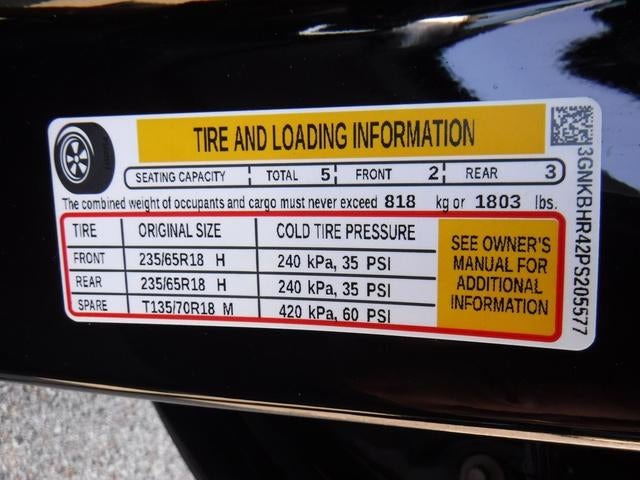 TIRE AND LOADING INFORMATION
SEATING CAPACITY TOTAL 5 FRONT 2 REAR 3
The combined weight of occupants and cargo must never exceed 818 kg or 1803 lbs.
TIRE ORIGINAL SIZE COLD TIRE PRESSURE
FRONT 235/65R18 H 240 kPa, 35 PSI
REAR 235/65R18 H 240 kPa, 35 PSI
SPARE T135/70R18 M 420 kPa, 60 PSI
SEE OWNER'S
MANUAL FOR
ADDITIONAL
INFORMATION
3GNKBHR42PS205577